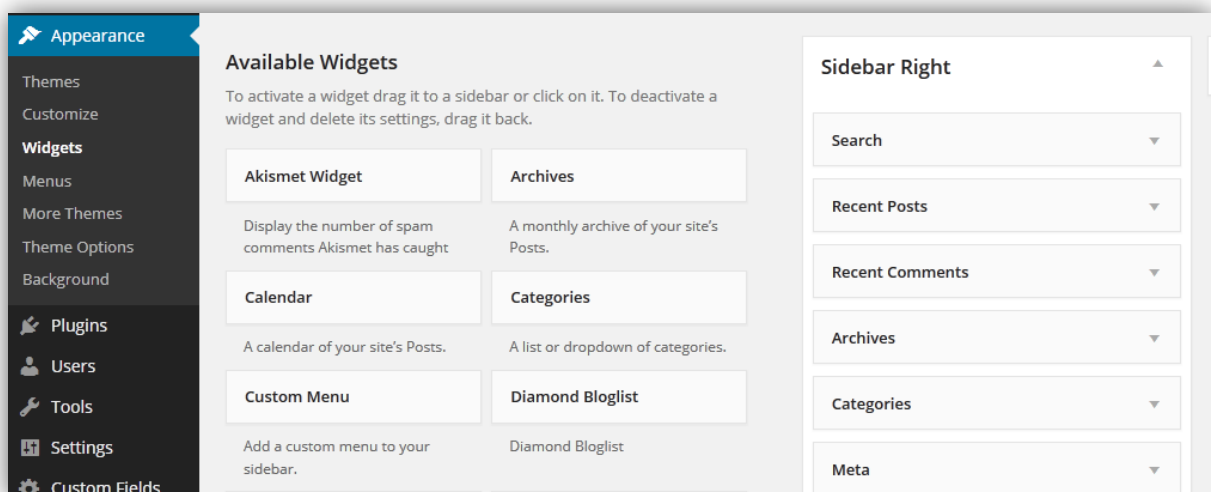 Appearance
Themes
Customize
Widgets
Menus
More Themes
Theme Options
Background
Plugins
Users
Tools
Settings
Custom Fields
Available Widgets
To activate a widget drag it to a sidebar or click on it. To deactivate a
widget and delete its settings, drag it back.
Akismet Widget
Display the number of spam
comments Akismet has caught
Archives
A monthly archive of your site's
Posts.
Calendar
A calendar of your site's Posts.
Categories
A list or dropdown of categories.
Custom Menu
Add a custom menu to your
sidebar.
Diamond Bloglist
Diamond Bloglist
Sidebar Right
Search
Recent Posts
Recent Comments
Archives
Categories
Meta